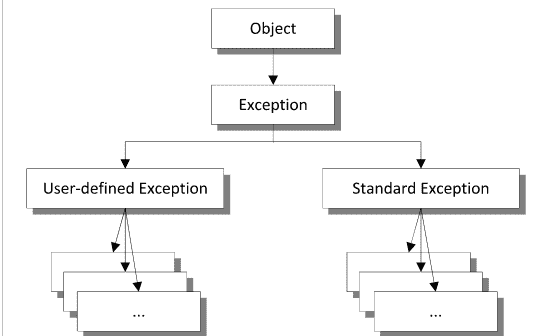 Object
Exception
User-defined Exception
Standard Exception
...
...